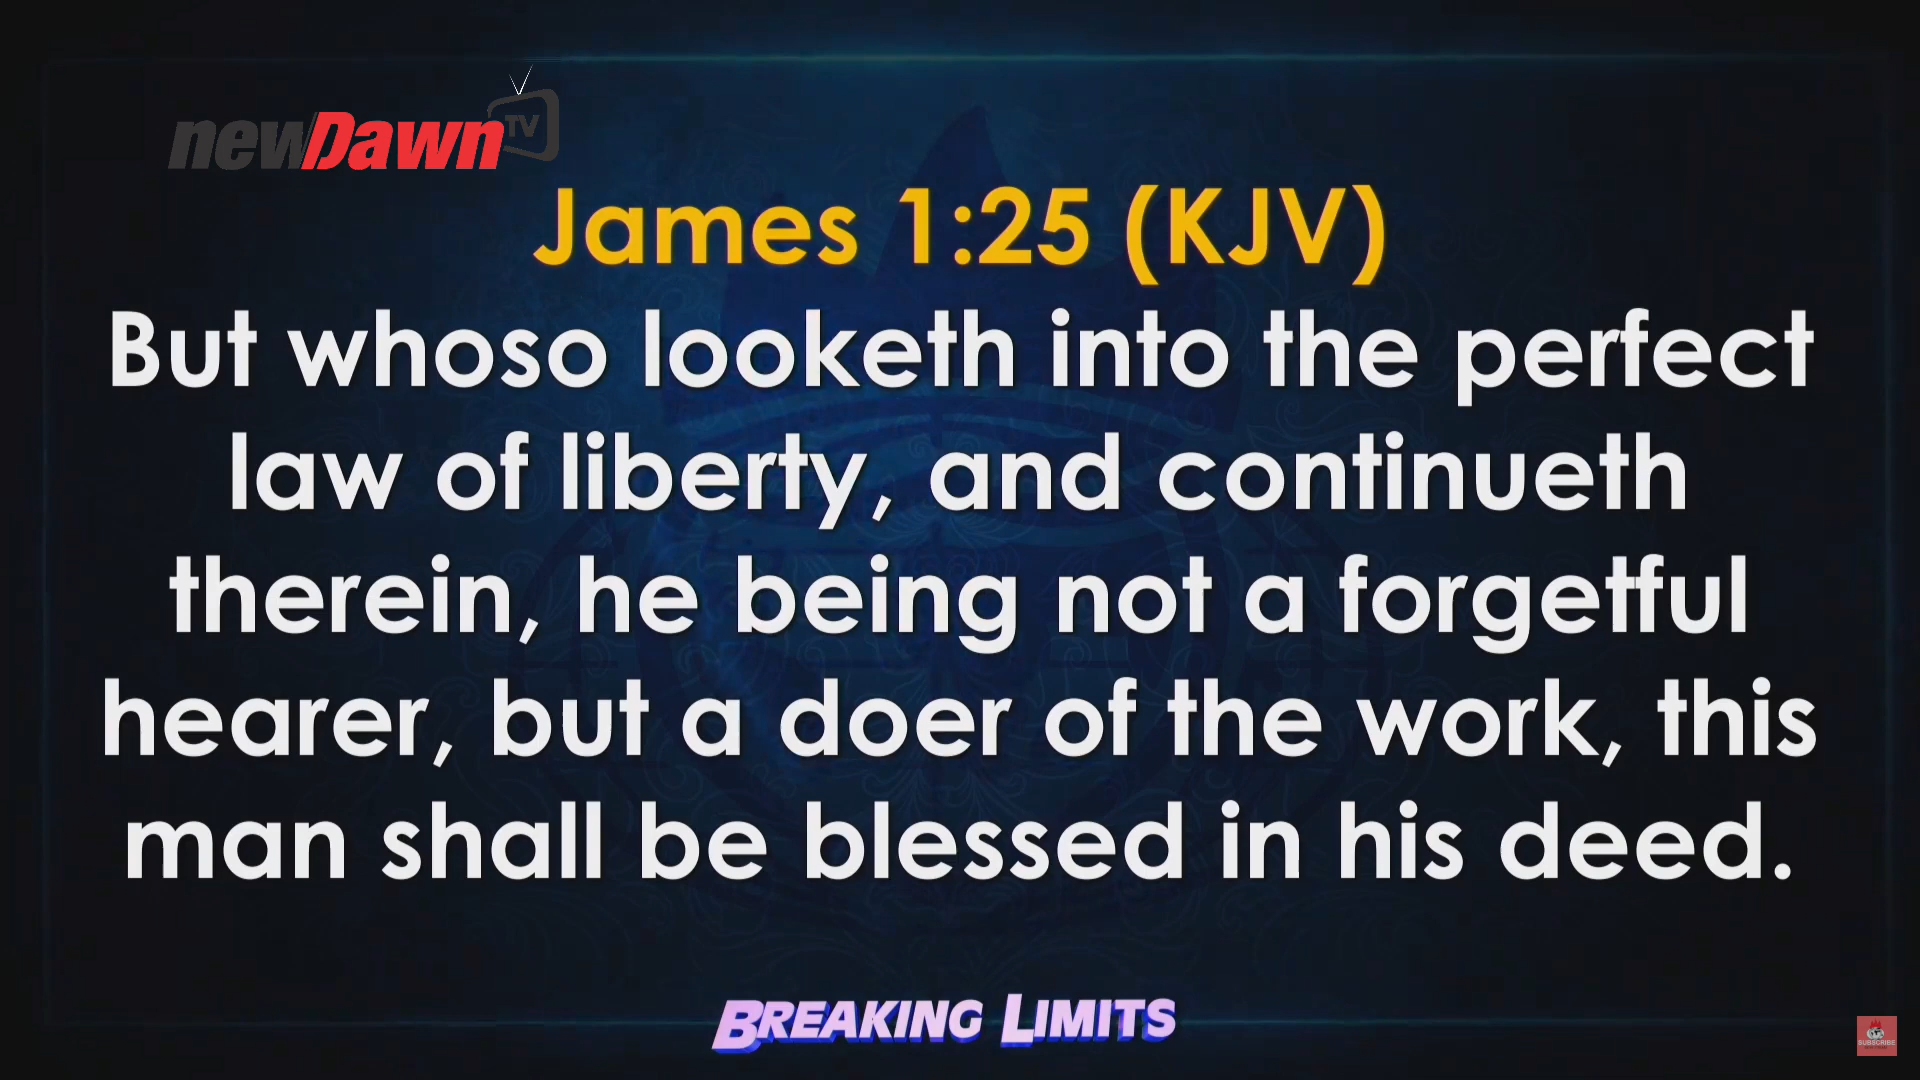 newDawn TV
James 1:25 (KJV)
But whoso looketh into the perfect
law of liberty, and continueth
therein, he being not a forgetful
hearer, but a doer of the work, this
man shall be blessed in his deed.
BREAKING LIMITS
SUBSCRIBE